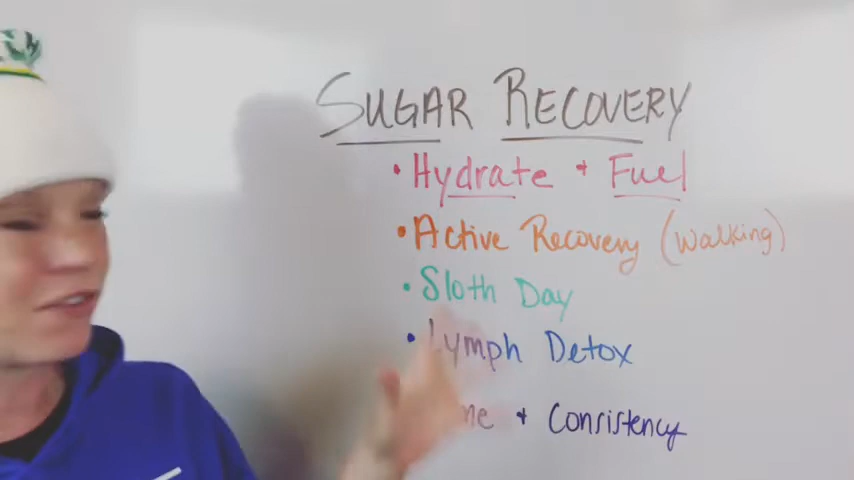 SUGAR RECOVERY
• Hydrate + Fuel
• Active Recovery (Walking)
• Sloth Day
• Lymph Detox
+ Consistency